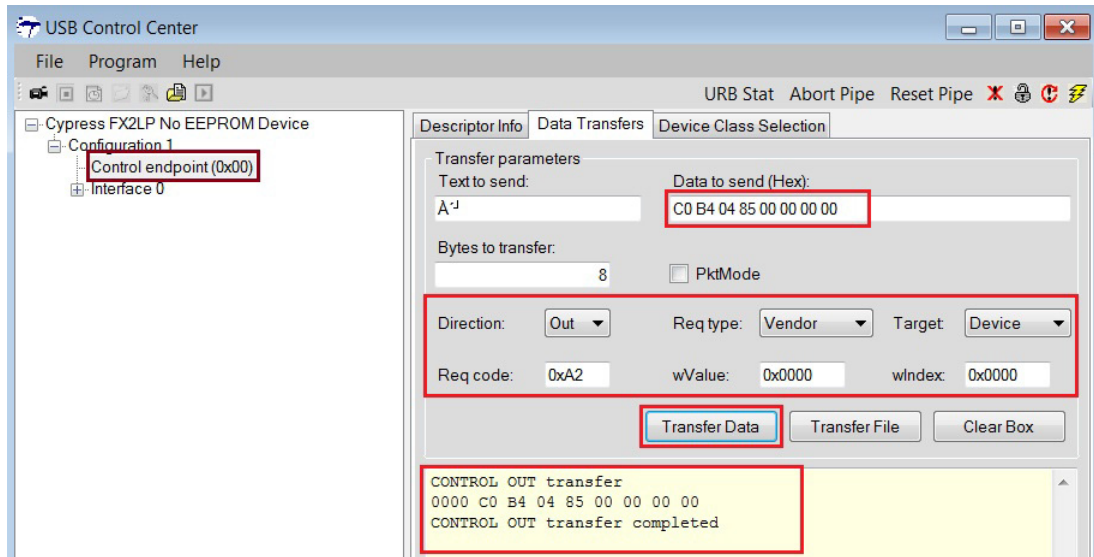 USB Control Center
File Program Help
URB Stat Abort Pipe Reset Pipe
Cypress FX2LP No EEPROM Device
Configuration 1
Control endpoint (0x00)
Interface 0
Descriptor Info Data Transfers Device Class Selection
Transfer parameters
Text to send: Data to send (Hex):
C0 B4 04 85 00 00 00 00
Bytes to transfer:
8 PktMode
Direction: Out Req type: Vendor Target: Device
Req code: 0xA2 wValue: 0x0000 wIndex: 0x0000
Transfer Data Transfer File Clear Box
CONTROL OUT transfer
0000 C0 B4 04 85 00 00 00 00
CONTROL OUT transfer completed